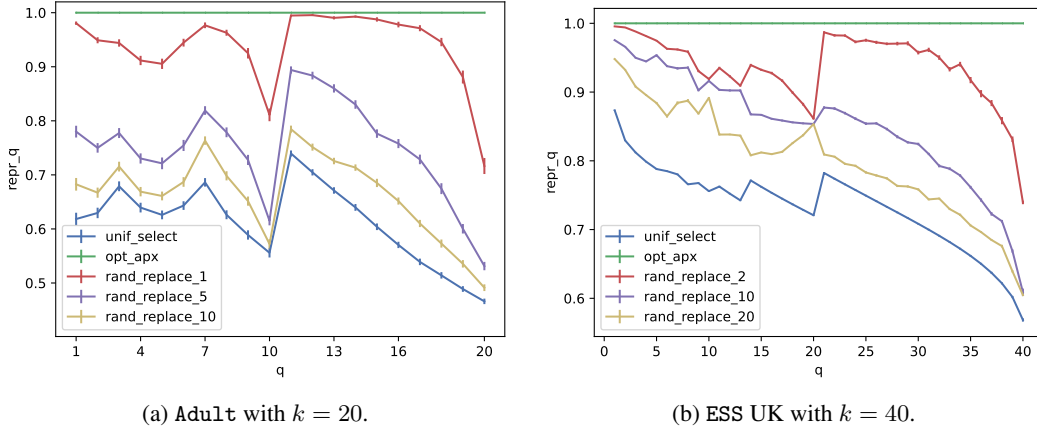 1.0
0.9
0.8
0.7
0.6
0.5
repr_q
unif_select
opt_apx
rand_replace_1
rand_replace_5
rand_replace_10
1 4 7 10 13 16 20
q
(a) Adult with k = 20.
1.0
0.9
0.8
0.7
0.6
repr_q
unif_select
opt_apx
rand_replace_2
rand_replace_10
rand_replace_20
0 5 10 15 20 25 30 35 40
q
(b) ESS UK with k = 40.